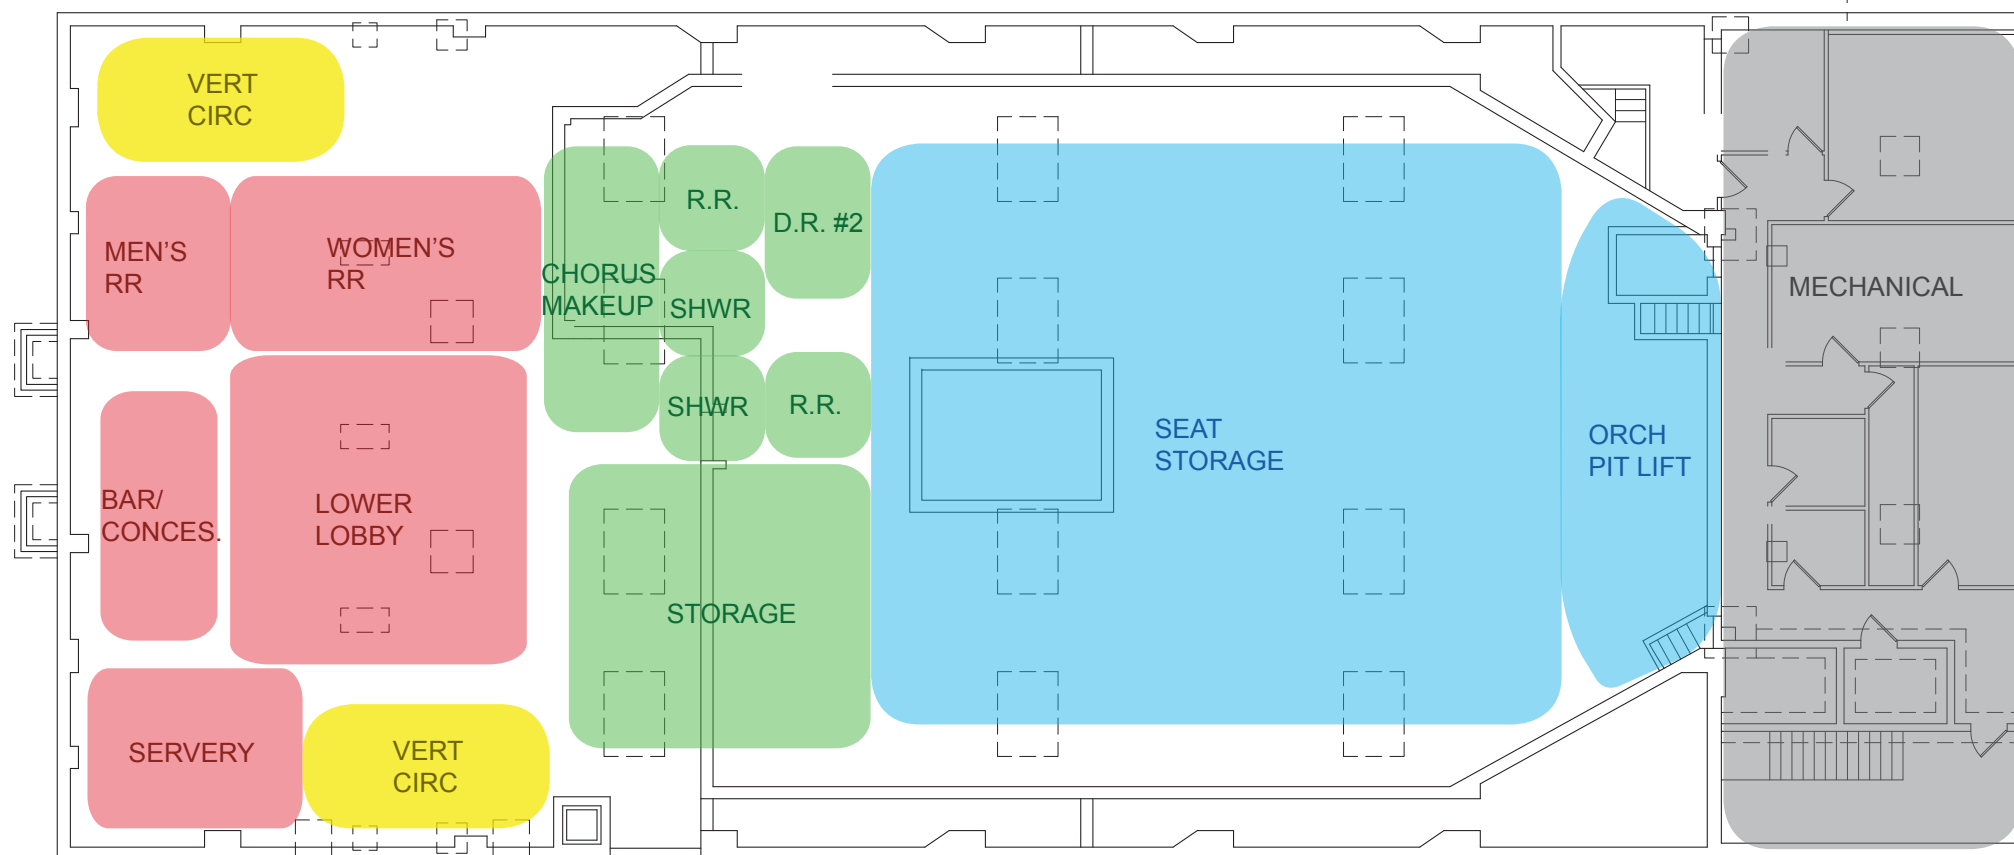 VERT
CIRC
MEN'S
RR
WOMEN'S
RR
CHORUS
MAKEUP
R.R.
D.R. #2
SHWR
SHWR
R.R.
MECHANICAL
BAR/
CONCES.
LOWER
LOBBY
SEAT
STORAGE
ORCH
PIT LIFT
STORAGE
SERVERY
VERT
CIRC